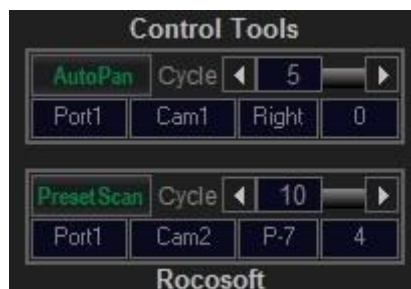 Control Tools
AutoPan Cycle 5
Port1 Cam1 Right 0
PresetScan Cycle 10
Port1 Cam2 P-7 4
Rocosoft